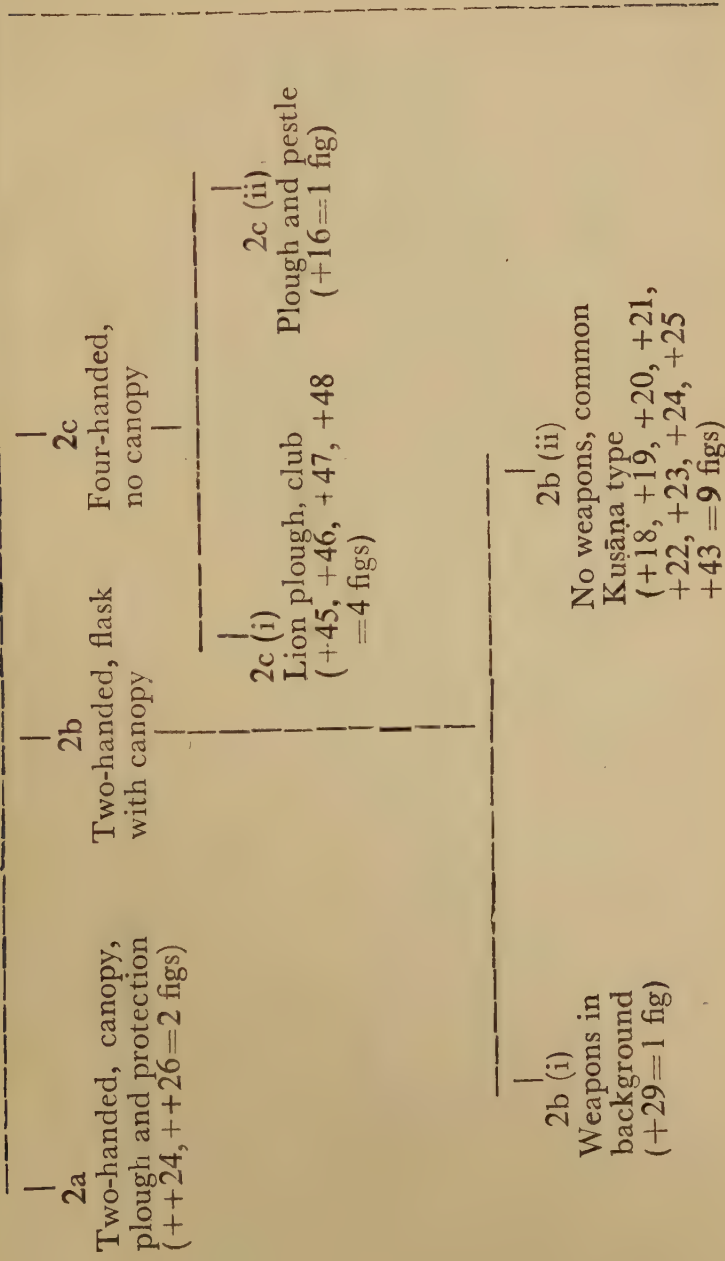 2a
Two-handed, canopy,
plough and protection
(++24, ++26=2 figs)
2b
Two-handed, flask
with canopy
2c
Four-handed,
no canopy
2c (i)
Lion plough, club
(+45, +46, +47, +48
=4 figs)
2c (ii)
Plough and pestle
(+16=1 fig)
2b (i)
Weapons in
background
(+29=1 fig)
2b (ii)
No weapons, common
Kuṣāṇa type
(+18, +19, +20, +21,
+22, +23, +24, +25
+43 =9 figs)